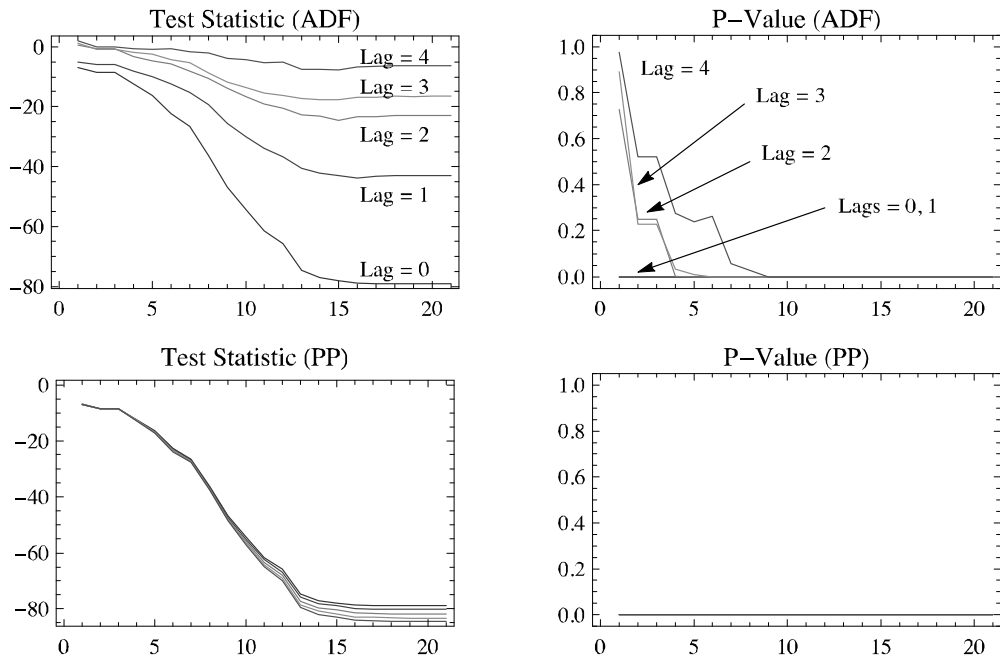 Test Statistic (ADF)
0
−20
−40
−60
−80
Lag = 4
Lag = 3
Lag = 2
Lag = 1
Lag = 0
0 5 10 15 20
P−Value (ADF)
1.0
0.8
0.6
0.4
0.2
0.0
Lag = 4
Lag = 3
Lag = 2
Lags = 0, 1
0 5 10 15 20
Test Statistic (PP)
0
−20
−40
−60
−80
0 5 10 15 20
P−Value (PP)
1.0
0.8
0.6
0.4
0.2
0.0
0 5 10 15 20